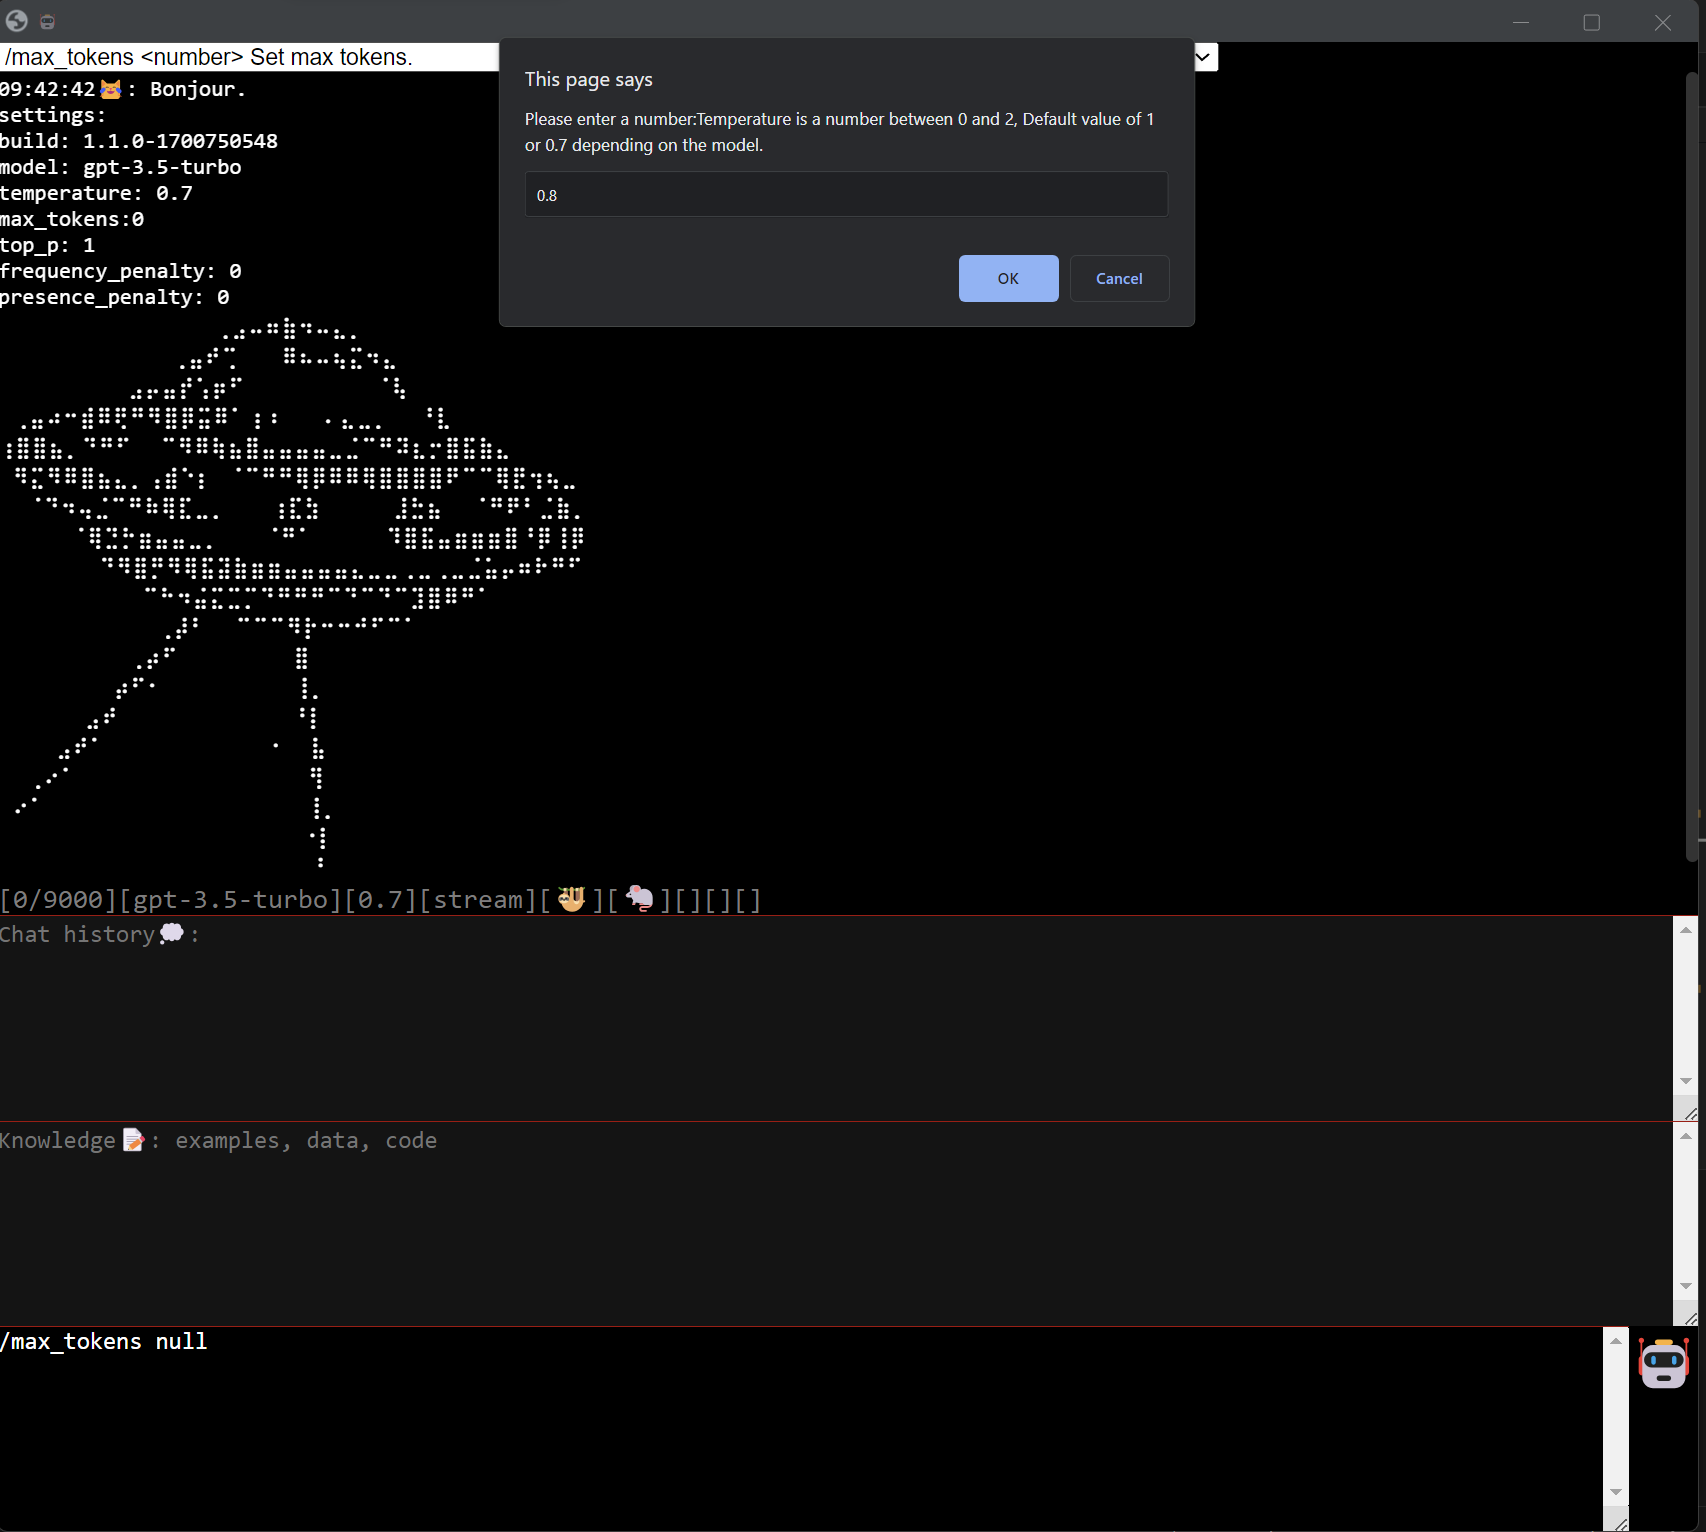 /max_tokens <number> Set max tokens.
This page says
Please enter a number:Temperature is a number between 0 and 2, Default value of 1
or 0.7 depending on the model.
0.8
OK
Cancel
09:42:42😹: Bonjour.
settings:
build: 1.1.0-1700750548
model: gpt-3.5-turbo
temperature: 0.7
max_tokens:0
top_p: 1
frequency_penalty: 0
presence_penalty: 0
[0/9000][gpt-3.5-turbo][0.7][stream][🦥][🐁][][][]
Chat history💭:
Knowledge📝: examples, data, code
/max_tokens null